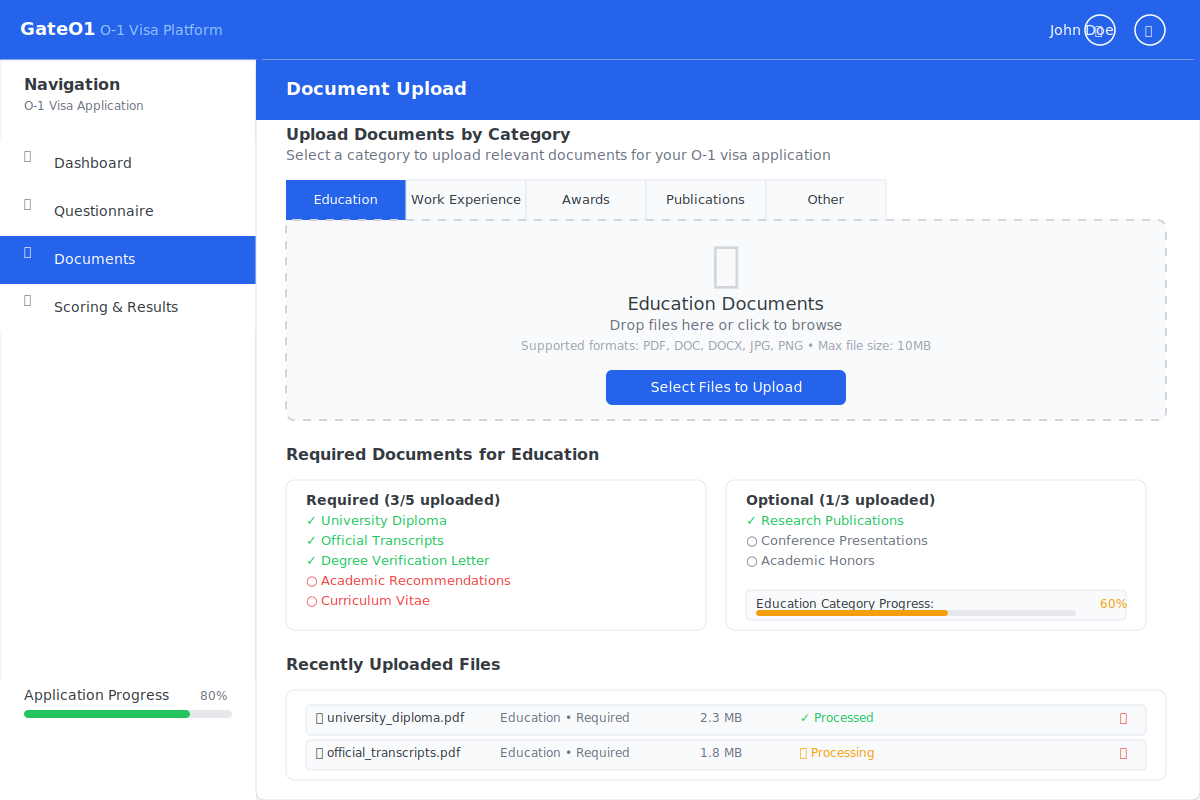 GateO1 O-1 Visa Platform
John Doe
Navigation
O-1 Visa Application
Dashboard
Questionnaire
Documents
Scoring & Results
Application Progress 80%
Document Upload
Upload Documents by Category
Select a category to upload relevant documents for your O-1 visa application
Education Work Experience Awards Publications Other
Education Documents
Drop files here or click to browse
Supported formats: PDF, DOC, DOCX, JPG, PNG • Max file size: 10MB
Select Files to Upload
Required Documents for Education
Required (3/5 uploaded)
✓ University Diploma
✓ Official Transcripts
✓ Degree Verification Letter
○ Academic Recommendations
○ Curriculum Vitae
Optional (1/3 uploaded)
✓ Research Publications
○ Conference Presentations
○ Academic Honors
Education Category Progress: 60%
Recently Uploaded Files
university_diploma.pdf Education • Required 2.3 MB ✓ Processed
official_transcripts.pdf Education • Required 1.8 MB Processing